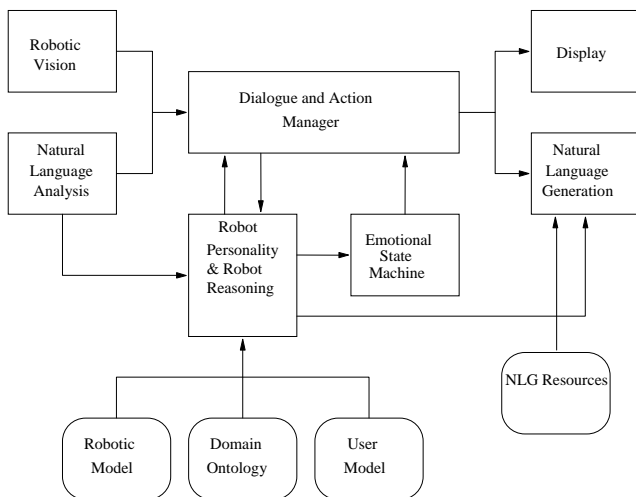 Robotic
Vision
Dialogue and Action
Manager
Display
Natural
Language
Analysis
Natural
Language
Generation
Robot
Personality
& Robot
Reasoning
Emotional
State
Machine
NLG Resources
Robotic
Model
Domain
Ontology
User
Model